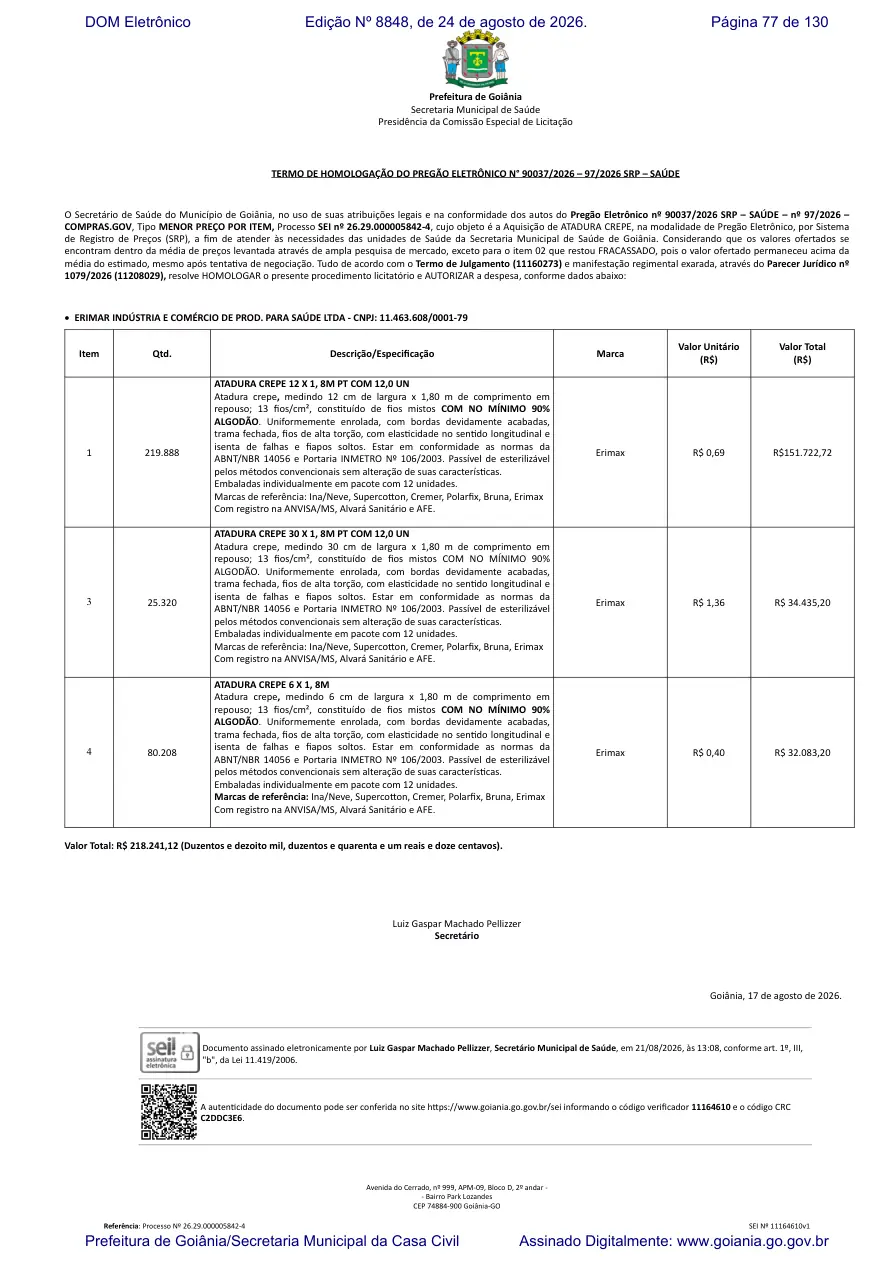 DOM Eletrônico Edição Nº 8848, de 24 de agosto de 2026. Página 77 de 130
Prefeitura de Goiânia
Secretaria Municipal de Saúde
Presidência da Comissão Especial de Licitação
TERMO DE HOMOLOGAÇÃO DO PREGÃO ELETRÔNICO N° 90037/2026 – 97/2026 SRP – SAÚDE
O Secretário de Saúde do Município de Goiânia, no uso de suas atribuições legais e na conformidade dos autos do Pregão Eletrônico nº 90037/2026 SRP – SAÚDE – nº 97/2026 –
COMPRAS.GOV, Tipo MENOR PREÇO POR ITEM, Processo SEI nº 26.29.000005842-4, cujo objeto é a Aquisição de ATADURA CREPE, na modalidade de Pregão Eletrônico, por Sistema
de Registro de Preços (SRP), a fim de atender às necessidades das unidades de Saúde da Secretaria Municipal de Saúde de Goiânia. Considerando que os valores ofertados se
encontram dentro da média de preços levantada através de ampla pesquisa de mercado, exceto para o item 02 que restou FRACASSADO, pois o valor ofertado permaneceu acima da
média do estimado, mesmo após tentativa de negociação. Tudo de acordo com o Termo de Julgamento (11160273) e manifestação regimental exarada, através do Parecer Jurídico nº
1079/2026 (11208029), resolve HOMOLOGAR o presente procedimento licitatório e AUTORIZAR a despesa, conforme dados abaixo:
• ERIMAR INDÚSTRIA E COMÉRCIO DE PROD. PARA SAÚDE LTDA - CNPJ: 11.463.608/0001-79
Item Qtd. Descrição/Especificação Marca Valor Unitário (R$) Valor Total (R$)
ATADURA CREPE 12 X 1, 8M PT COM 12,0 UN
Atadura crepe, medindo 12 cm de largura x 1,80 m de comprimento em
repouso; 13 fios/cm², constituído de fios mistos COM NO MÍNIMO 90%
ALGODÃO. Uniformemente enrolada, com bordas devidamente acabadas,
trama fechada, fios de alta torção, com elasticidade no sentido longitudinal e
1 219.888 isenta de falhas e fiapos soltos. Estar em conformidade as normas da Erimax R$ 0,69 R$151.722,72
ABNT/NBR 14056 e Portaria INMETRO Nº 106/2003. Passível de esterilizável
pelos métodos convencionais sem alteração de suas características.
Embaladas individualmente em pacote com 12 unidades.
Marcas de referência: Ina/Neve, Supercotton, Cremer, Polarfix, Bruna, Erimax
Com registro na ANVISA/MS, Alvará Sanitário e AFE.
ATADURA CREPE 30 X 1, 8M PT COM 12,0 UN
Atadura crepe, medindo 30 cm de largura x 1,80 m de comprimento em
repouso; 13 fios/cm², constituído de fios mistos COM NO MÍNIMO 90%
ALGODÃO. Uniformemente enrolada, com bordas devidamente acabadas,
trama fechada, fios de alta torção, com elasticidade no sentido longitudinal e
3 25.320 isenta de falhas e fiapos soltos. Estar em conformidade as normas da Erimax R$ 1,36 R$ 34.435,20
ABNT/NBR 14056 e Portaria INMETRO Nº 106/2003. Passível de esterilizável
pelos métodos convencionais sem alteração de suas características.
Embaladas individualmente em pacote com 12 unidades.
Marcas de referência: Ina/Neve, Supercotton, Cremer, Polarfix, Bruna, Erimax
Com registro na ANVISA/MS, Alvará Sanitário e AFE.
ATADURA CREPE 6 X 1, 8M
Atadura crepe, medindo 6 cm de largura x 1,80 m de comprimento em
repouso; 13 fios/cm², constituído de fios mistos COM NO MÍNIMO 90%
ALGODÃO. Uniformemente enrolada, com bordas devidamente acabadas,
trama fechada, fios de alta torção, com elasticidade no sentido longitudinal e
4 80.208 isenta de falhas e fiapos soltos. Estar em conformidade as normas da Erimax R$ 0,40 R$ 32.083,20
ABNT/NBR 14056 e Portaria INMETRO Nº 106/2003. Passível de esterilizável
pelos métodos convencionais sem alteração de suas características.
Embaladas individualmente em pacote com 12 unidades.
Marcas de referência: Ina/Neve, Supercotton, Cremer, Polarfix, Bruna, Erimax
Com registro na ANVISA/MS, Alvará Sanitário e AFE.
Valor Total: R$ 218.241,12 (Duzentos e dezoito mil, duzentos e quarenta e um reais e doze centavos).
Luiz Gaspar Machado Pellizzer
Secretário
Goiânia, 17 de agosto de 2026.
sei!
assinatura
eletrônica
Documento assinado eletronicamente por Luiz Gaspar Machado Pellizzer, Secretário Municipal de Saúde, em 21/08/2026, às 13:08, conforme art. 1º, III,
"b", da Lei 11.419/2006.
A autenticidade do documento pode ser conferida no site https://www.goiania.go.gov.br/sei informando o código verificador 11164610 e o código CRC
C2DDC3E6.
Avenida do Cerrado, nº 999, APM-09, Bloco D, 2º andar -
- Bairro Park Lozandes
CEP 74884-900 Goiânia-GO
Referência: Processo Nº 26.29.000005842-4 SEI Nº 11164610v1
Prefeitura de Goiânia/Secretaria Municipal da Casa Civil Assinado Digitalmente: www.goiania.go.gov.br